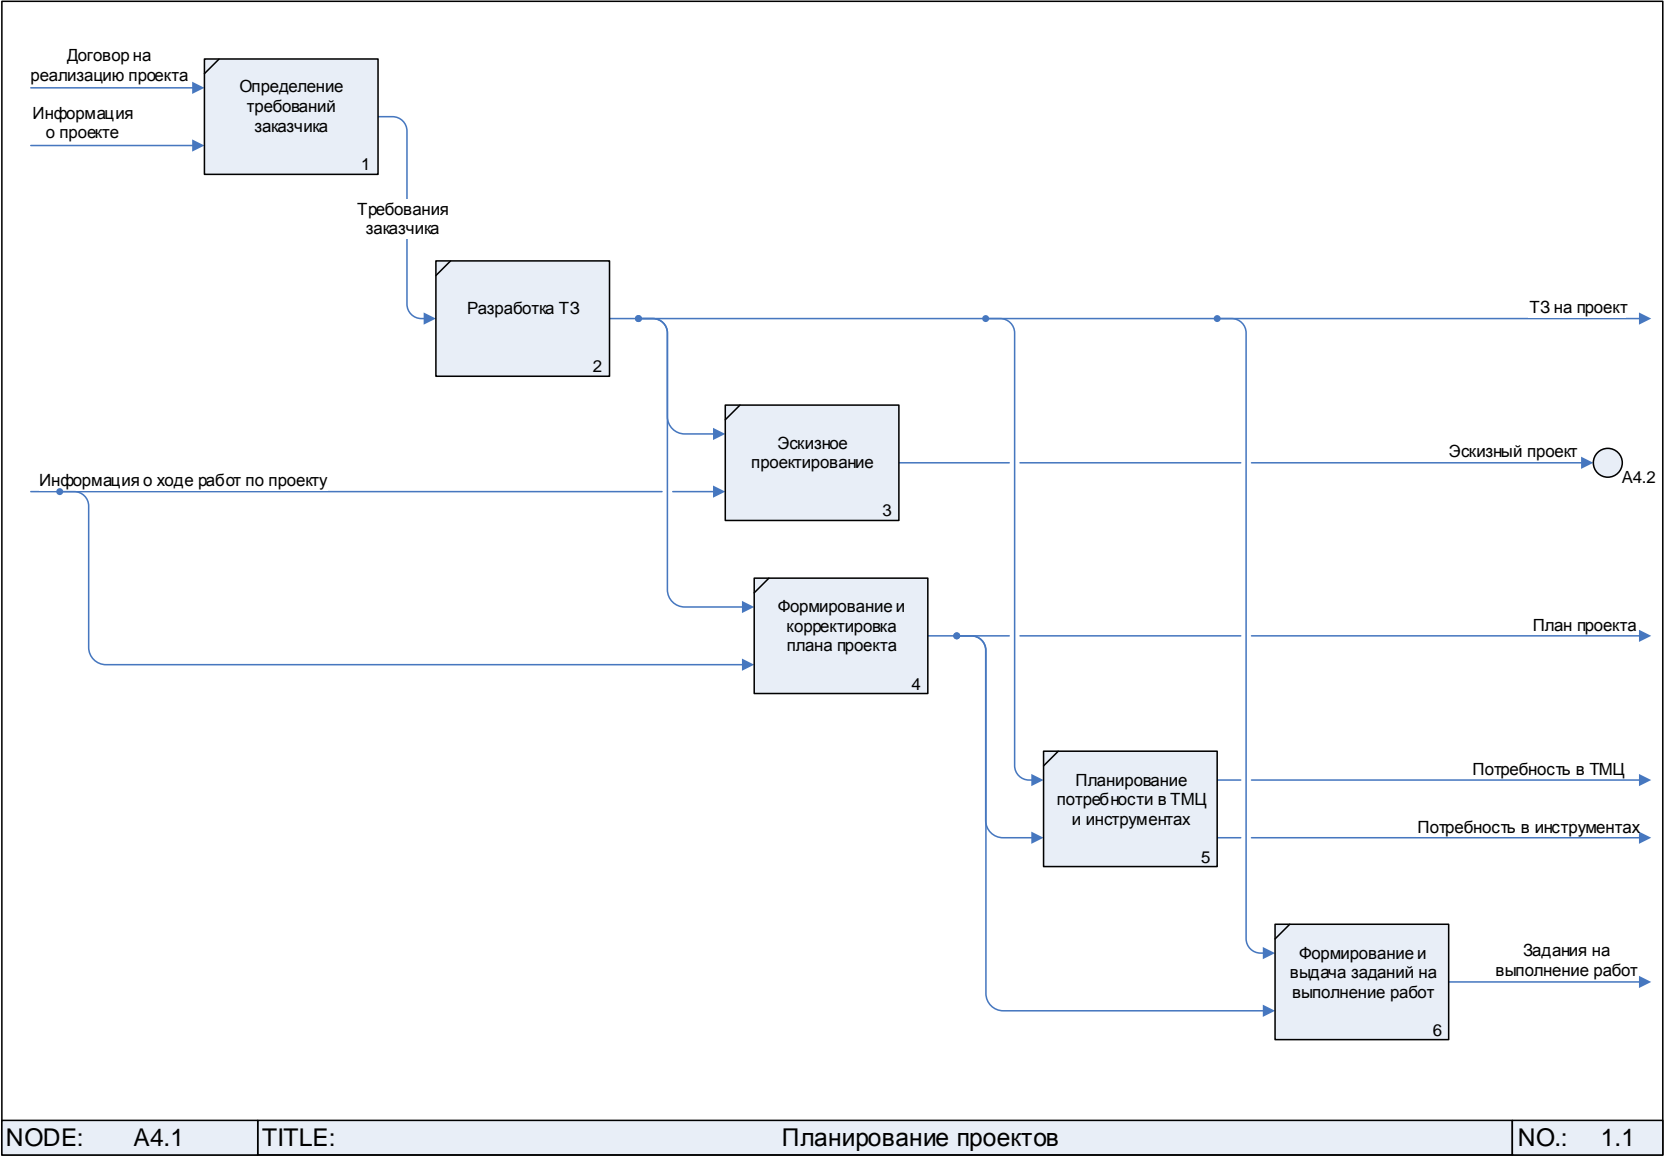 Договор на
реализацию проекта
Информация
о проекте
Определение
требований
заказчика
1
Требования
заказчика
Разработка ТЗ
2
ТЗ на проект
Эскизное
проектирование
3
Эскизный проект
A4.2
Информация о ходе работ по проекту
Формирование и
корректировка
плана проекта
4
План проекта
Планирование
потребности в ТМЦ
и инструментах
5
Потребность в ТМЦ
Потребность в инструментах
Формирование и
выдача заданий на
выполнение работ
6
Задания на
выполнение работ
NODE: A4.1 TITLE: Планирование проектов NO.: 1.1